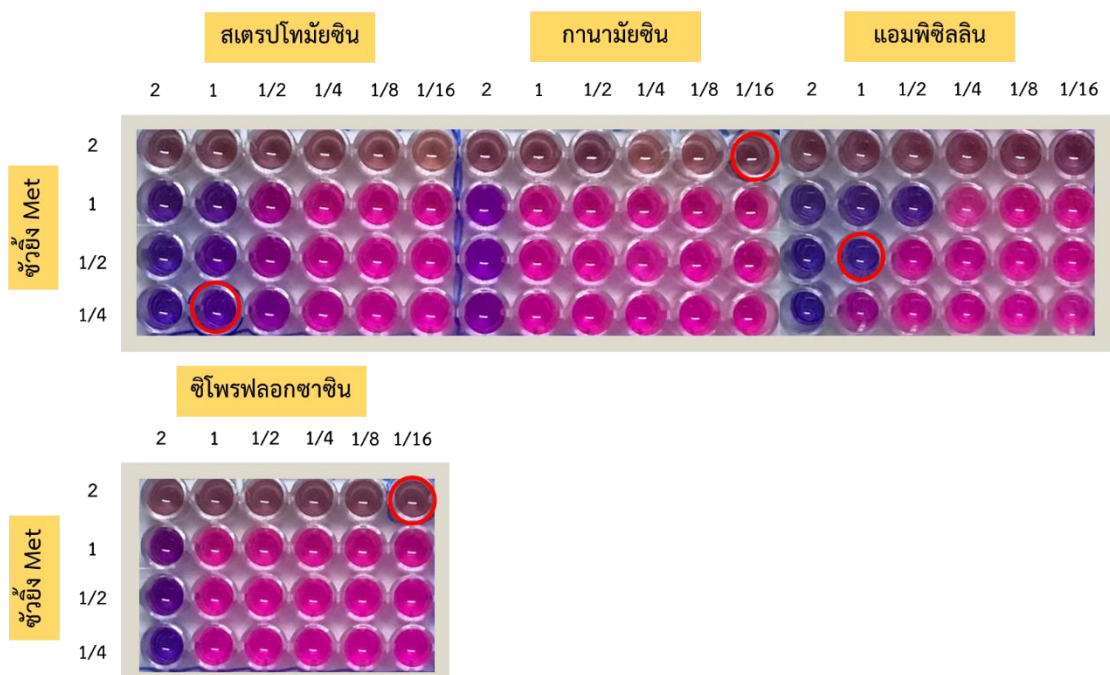 สเตรปโทมัยซิน กานามัยซิน แอมพิซิลลิน
2 1 1/2 1/4 1/8 1/16 2 1 1/2 1/4 1/8 1/16 2 1 1/2 1/4 1/8 1/16
ซัวยิ้ง Met
2
1
1/2
1/4
ซิโพรฟลอกซาซิน
2 1 1/2 1/4 1/8 1/16
ซัวยิ้ง Met
2
1
1/2
1/4